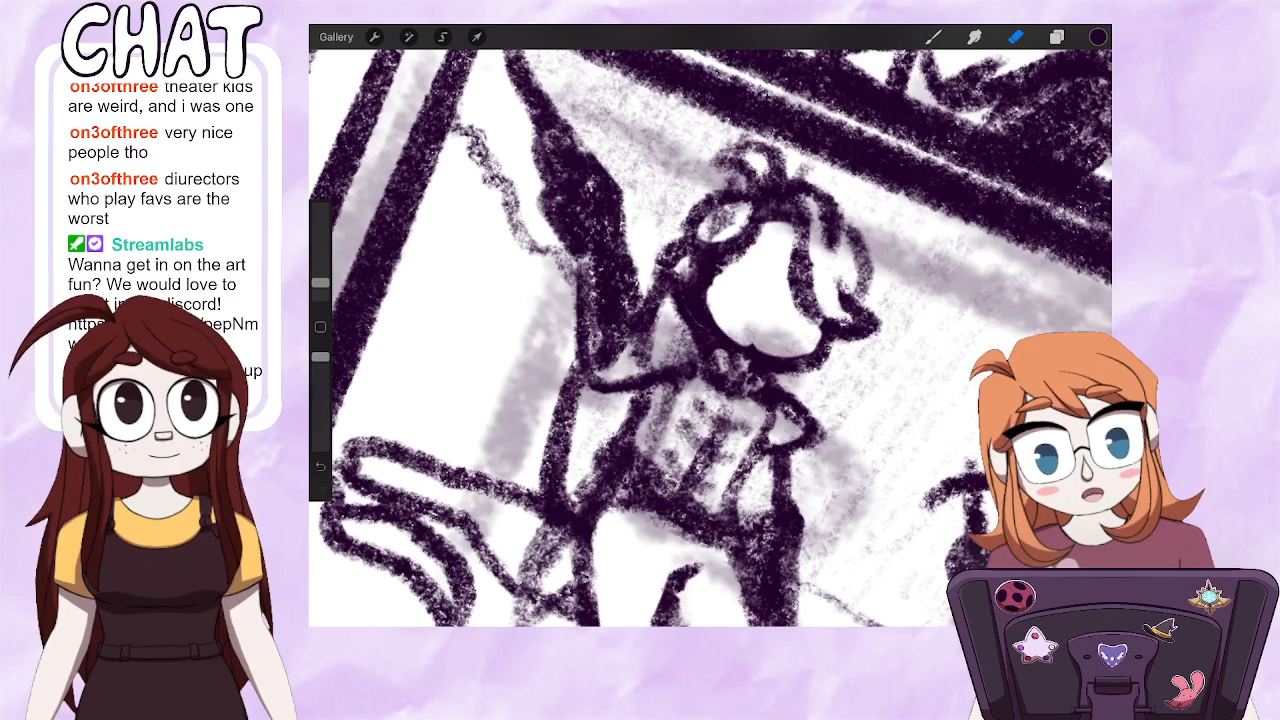 CHAT
on3ofthree theater kids
are weird, and i was one
on3ofthree very nice
people tho
on3ofthree diurectors
who play favs are the
worst
Streamlabs
Wanna get in on the art
fun? We would love to
discord!
up
Gallery